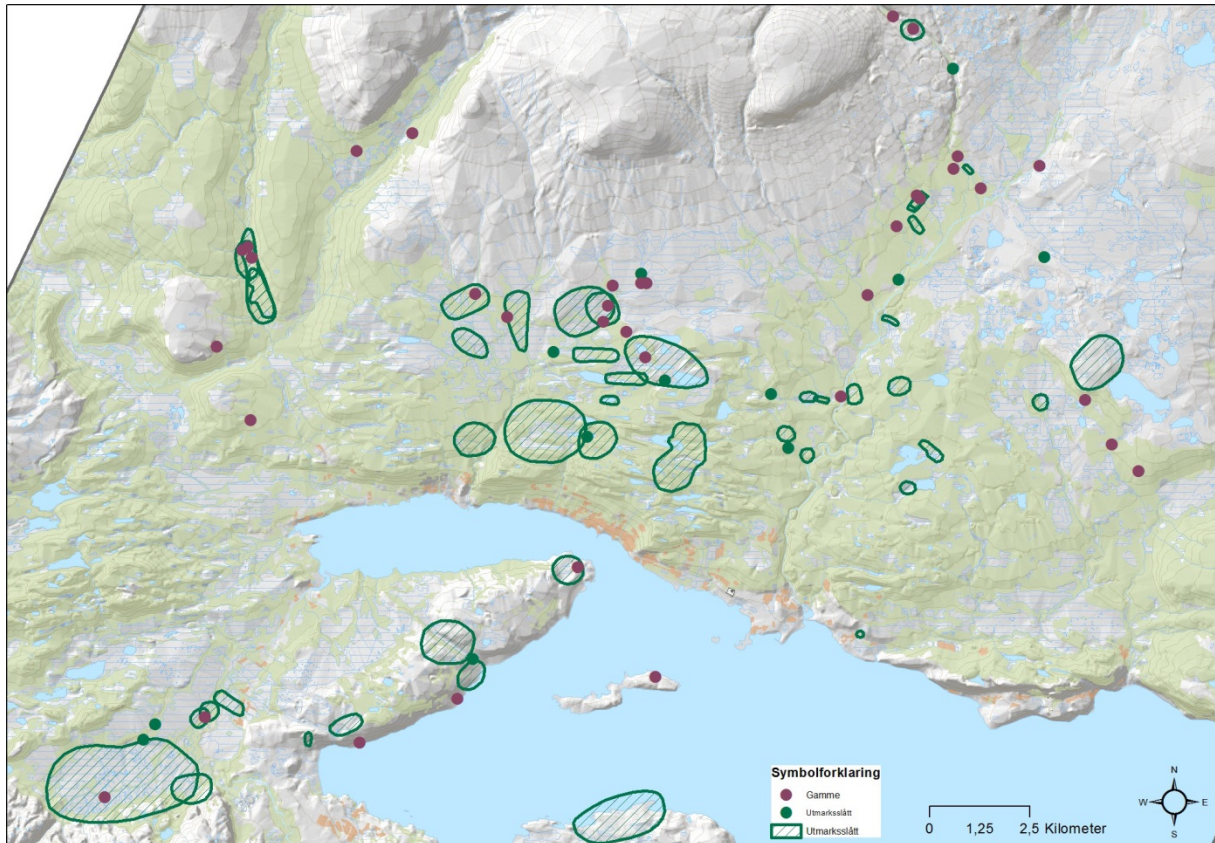 Symbolforklaring
Gamme
Utmarksslått
Utmarksslått
N
W E
S
0 1,25 2,5 Kilometer